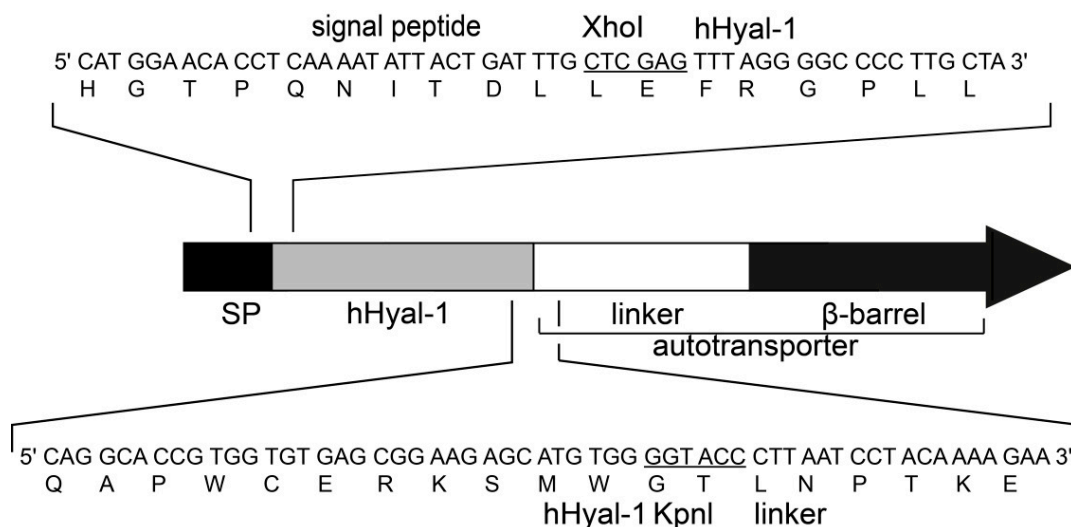 signal peptide XhoI hHyal-1
5' CAT GGA ACA CCT CAA AAT ATT ACT GAT TTG CTC GAG TTT AGG GGC CCC TTG CTA 3'
H G T P Q N I T D L L E F R G P L L
SP hHyal-1 linker β-barrel
autotransporter
5' CAG GCA CCG TGG TGT GAG CGG AAG AGC ATG TGG GGT ACC CTT AAT CCT ACA AAA GAA 3'
Q A P W C E R K S M W G T L N P T K E
hHyal-1 KpnI linker